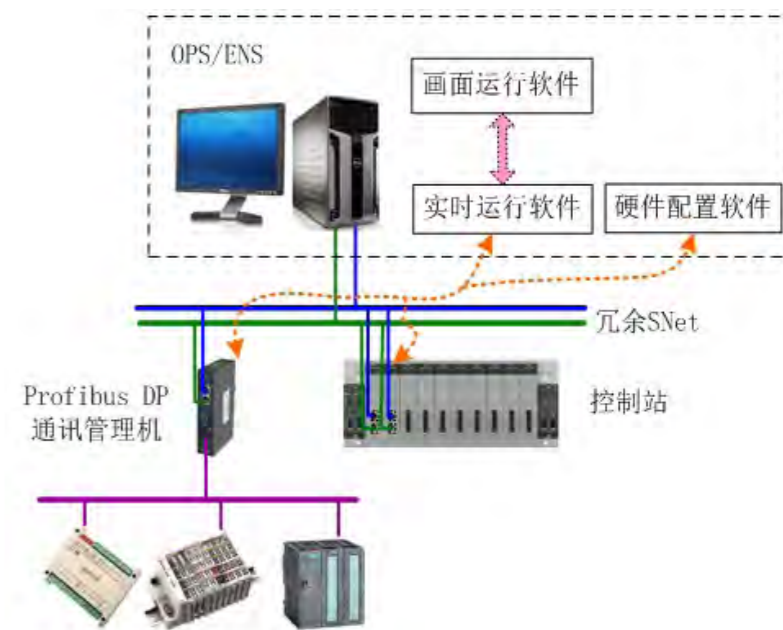 OPS/ENS
画面运行软件
实时运行软件
硬件配置软件
冗余SNet
Profibus DP
通讯管理机
控制站